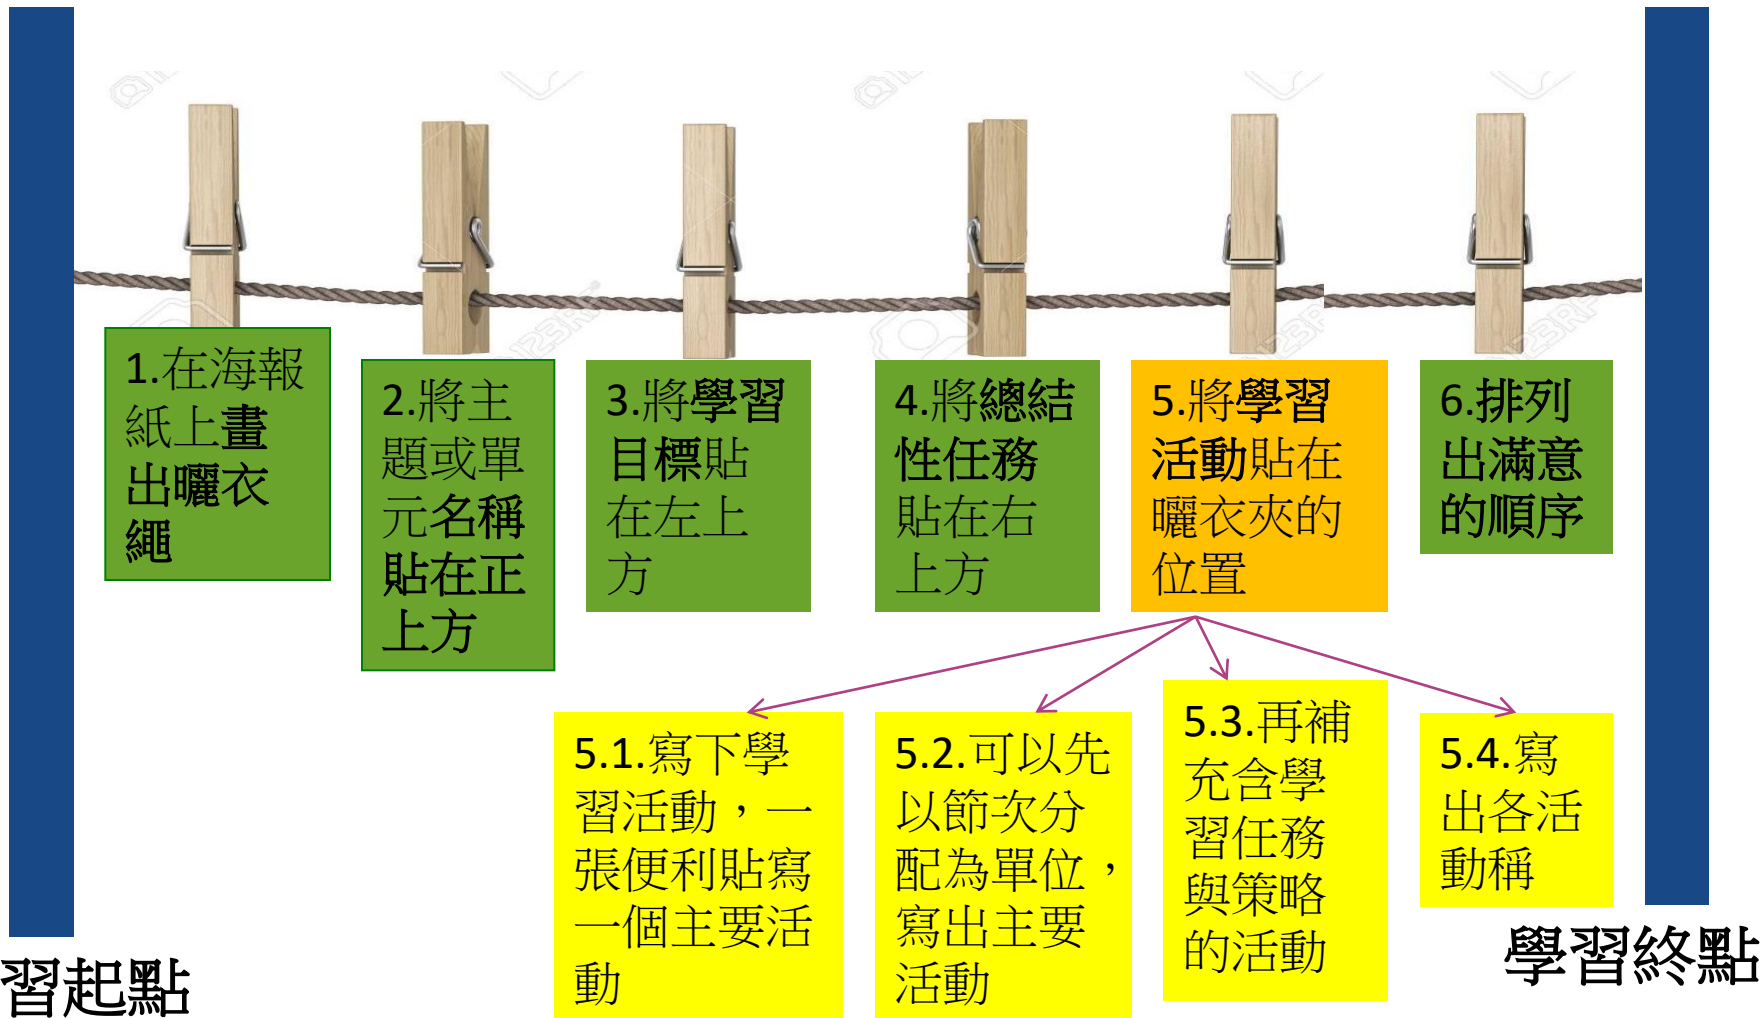 1.在海報
紙上畫
出曬衣
繩
2.將主
題或單
元名稱
貼在正
上方
3.將學習
目標貼
在左上
方
4.將總結
性任務
貼在右
上方
5.將學習
活動貼在
曬衣夾的
位置
6.排列
出滿意
的順序
5.1.寫下學
習活動，一
張便利貼寫
一個主要活
動
5.2.可以先
以節次分
配為單位，
寫出主要
活動
5.3.再補
充含學
習任務
與策略
的活動
5.4.寫
出各活
動稱
習起點
學習終點